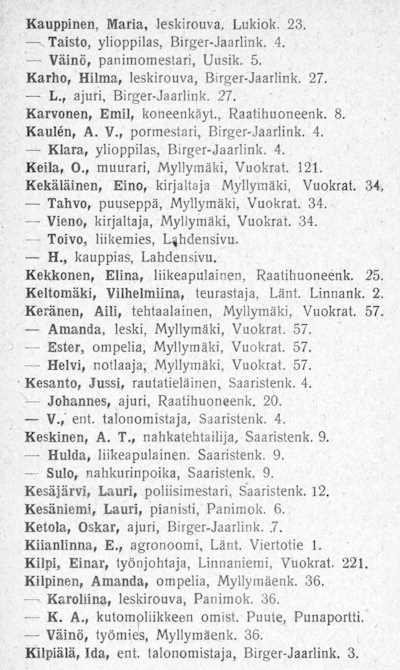 Kauppinen, Maria, leskirouva, Lukiok. 23.
— Taisto, ylioppilas, Birger-Jaarlink. 4.
— Väinö, panimomestari, Uusik. 5.
Karho, Hilma, leskirouva, Birger-Jaarlink. 27.
— L., ajuri, Birger-Jaarlink. 27.
Karvonen, Emil, koneenkäyt., Raatihuoneenk. 8.
Kaulén, A. V., pormestari, Birger-Jaarlink. 4.
— Klara, ylioppilas, Birger-Jaarlink. 4.
Keila, O., muurari, Myllymäki, Vuokrat. 121.
Kekäläinen, Eino, kirjaltaja Myllymäki, Vuokrat. 34.
— Tahvo, puuseppä, Myllymäki, Vuokrat. 34.
— Vieno, kirjaltaja, Myllymäki, Vuokrat. 34.
— Toivo, liikemies, Lahdensivu.
— H., kauppias, Lahdensivu.
Kekkonen, Elina, liikeapulainen, Raatihuoneenk. 25.
Keltomäki, Vilhelmiina, teurastaja, Länt. Linnank. 2.
Keränen, Aili, tehtaalainen, Myllymäki, Vuokrat. 57.
— Amanda, leski, Myllymäki, Vuokrat. 57.
— Ester, ompelia, Myllymäki, Vuokrat. 57.
— Helvi, notlaaja, Myllymäki, Vuokrat. 57.
Kesanto, Jussi, rautatieläinen, Saaristenk. 4.
— Johannes, ajuri, Raatihuoneenk. 20.
— V., ent. talonomistaja, Saaristenk. 4.
Keskinen, A. T., nahkatehtailija, Saaristenk. 9.
— Hulda, liikeapulainen. Saaristenk. 9.
— Sulo, nahkurinpoika, Saaristenk. 9.
Kesäjärvi, Lauri, poliisimestari, Saaristenk. 12.
Kesäniemi, Lauri, pianisti, Panimok. 6.
Ketola, Oskar, ajuri, Birger-Jaarlink. 7.
Kiianlinna, E., agronoomi, Länt. Viertotie 1.
Kilpi, Einar, työnjohtaja, Linnaniemi, Vuokrat. 221.
Kilpinen, Amanda, ompelia, Myllymäenk. 36.
— Karoliina, leskirouva, Panimok. 36.
— K. A., kutomoliikkeen omist. Puute, Punaportti.
— Väinö, työmies, Myllymäenk. 36.
Kilpiälä, Ida, ent. talonomistaja, Birger-Jaarlink. 3.